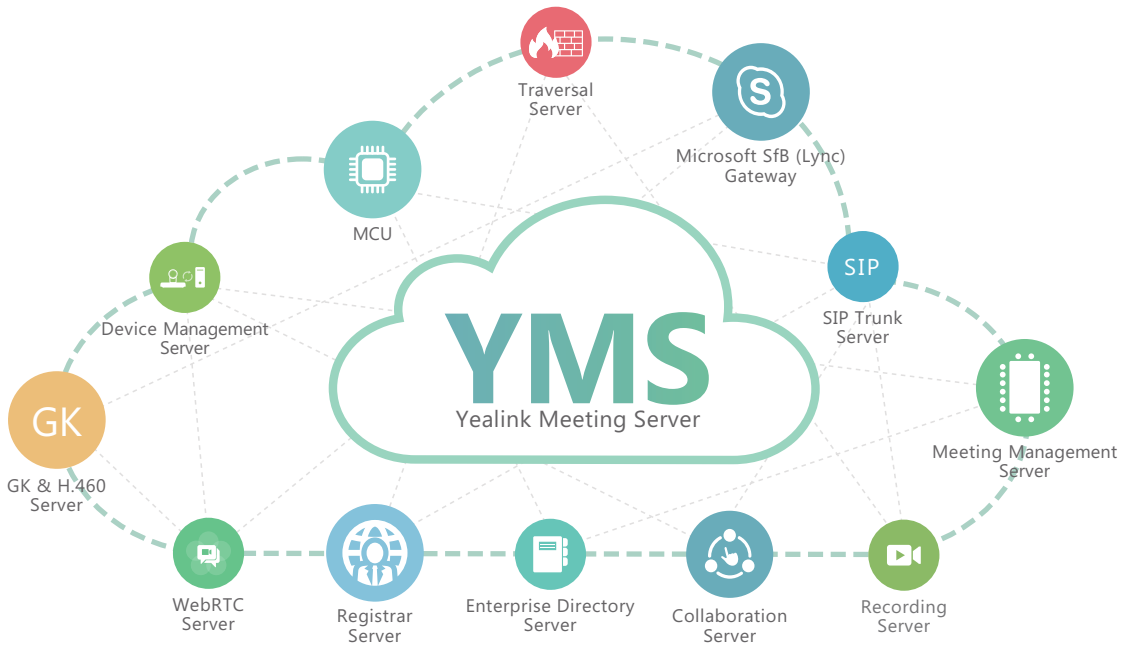 Traversal
Server
S
Microsoft SfB (Lync)
Gateway
MCU
SIP
SIP Trunk
Server
Device Management
Server
YMS
Yealink Meeting Server
GK
GK & H.460
Server
Meeting Management
Server
WebRTC
Server
Registrar
Server
Enterprise Directory
Server
Collaboration
Server
Recording
Server